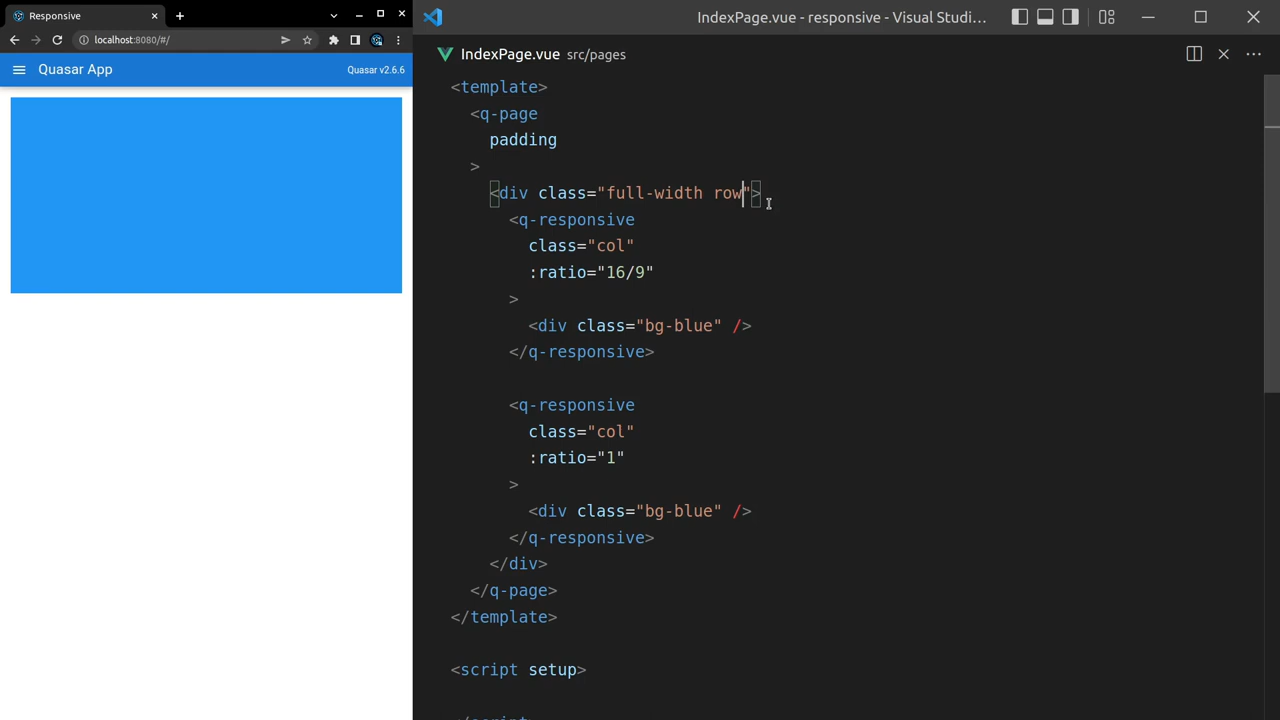 Responsive
localhost:8080/#/
Quasar App
Quasar v2.6.6
IndexPage.vue - responsive - Visual Studi...
IndexPage.vue src/pages
<template>
<q-page
padding
>
<div class="full-width row">
<q-responsive
class="col"
:ratio="16/9"
>
<div class="bg-blue" />
</q-responsive>
<q-responsive
class="col"
:ratio="1"
>
<div class="bg-blue" />
</q-responsive>
</div>
</q-page>
</template>
<script setup>
</script>